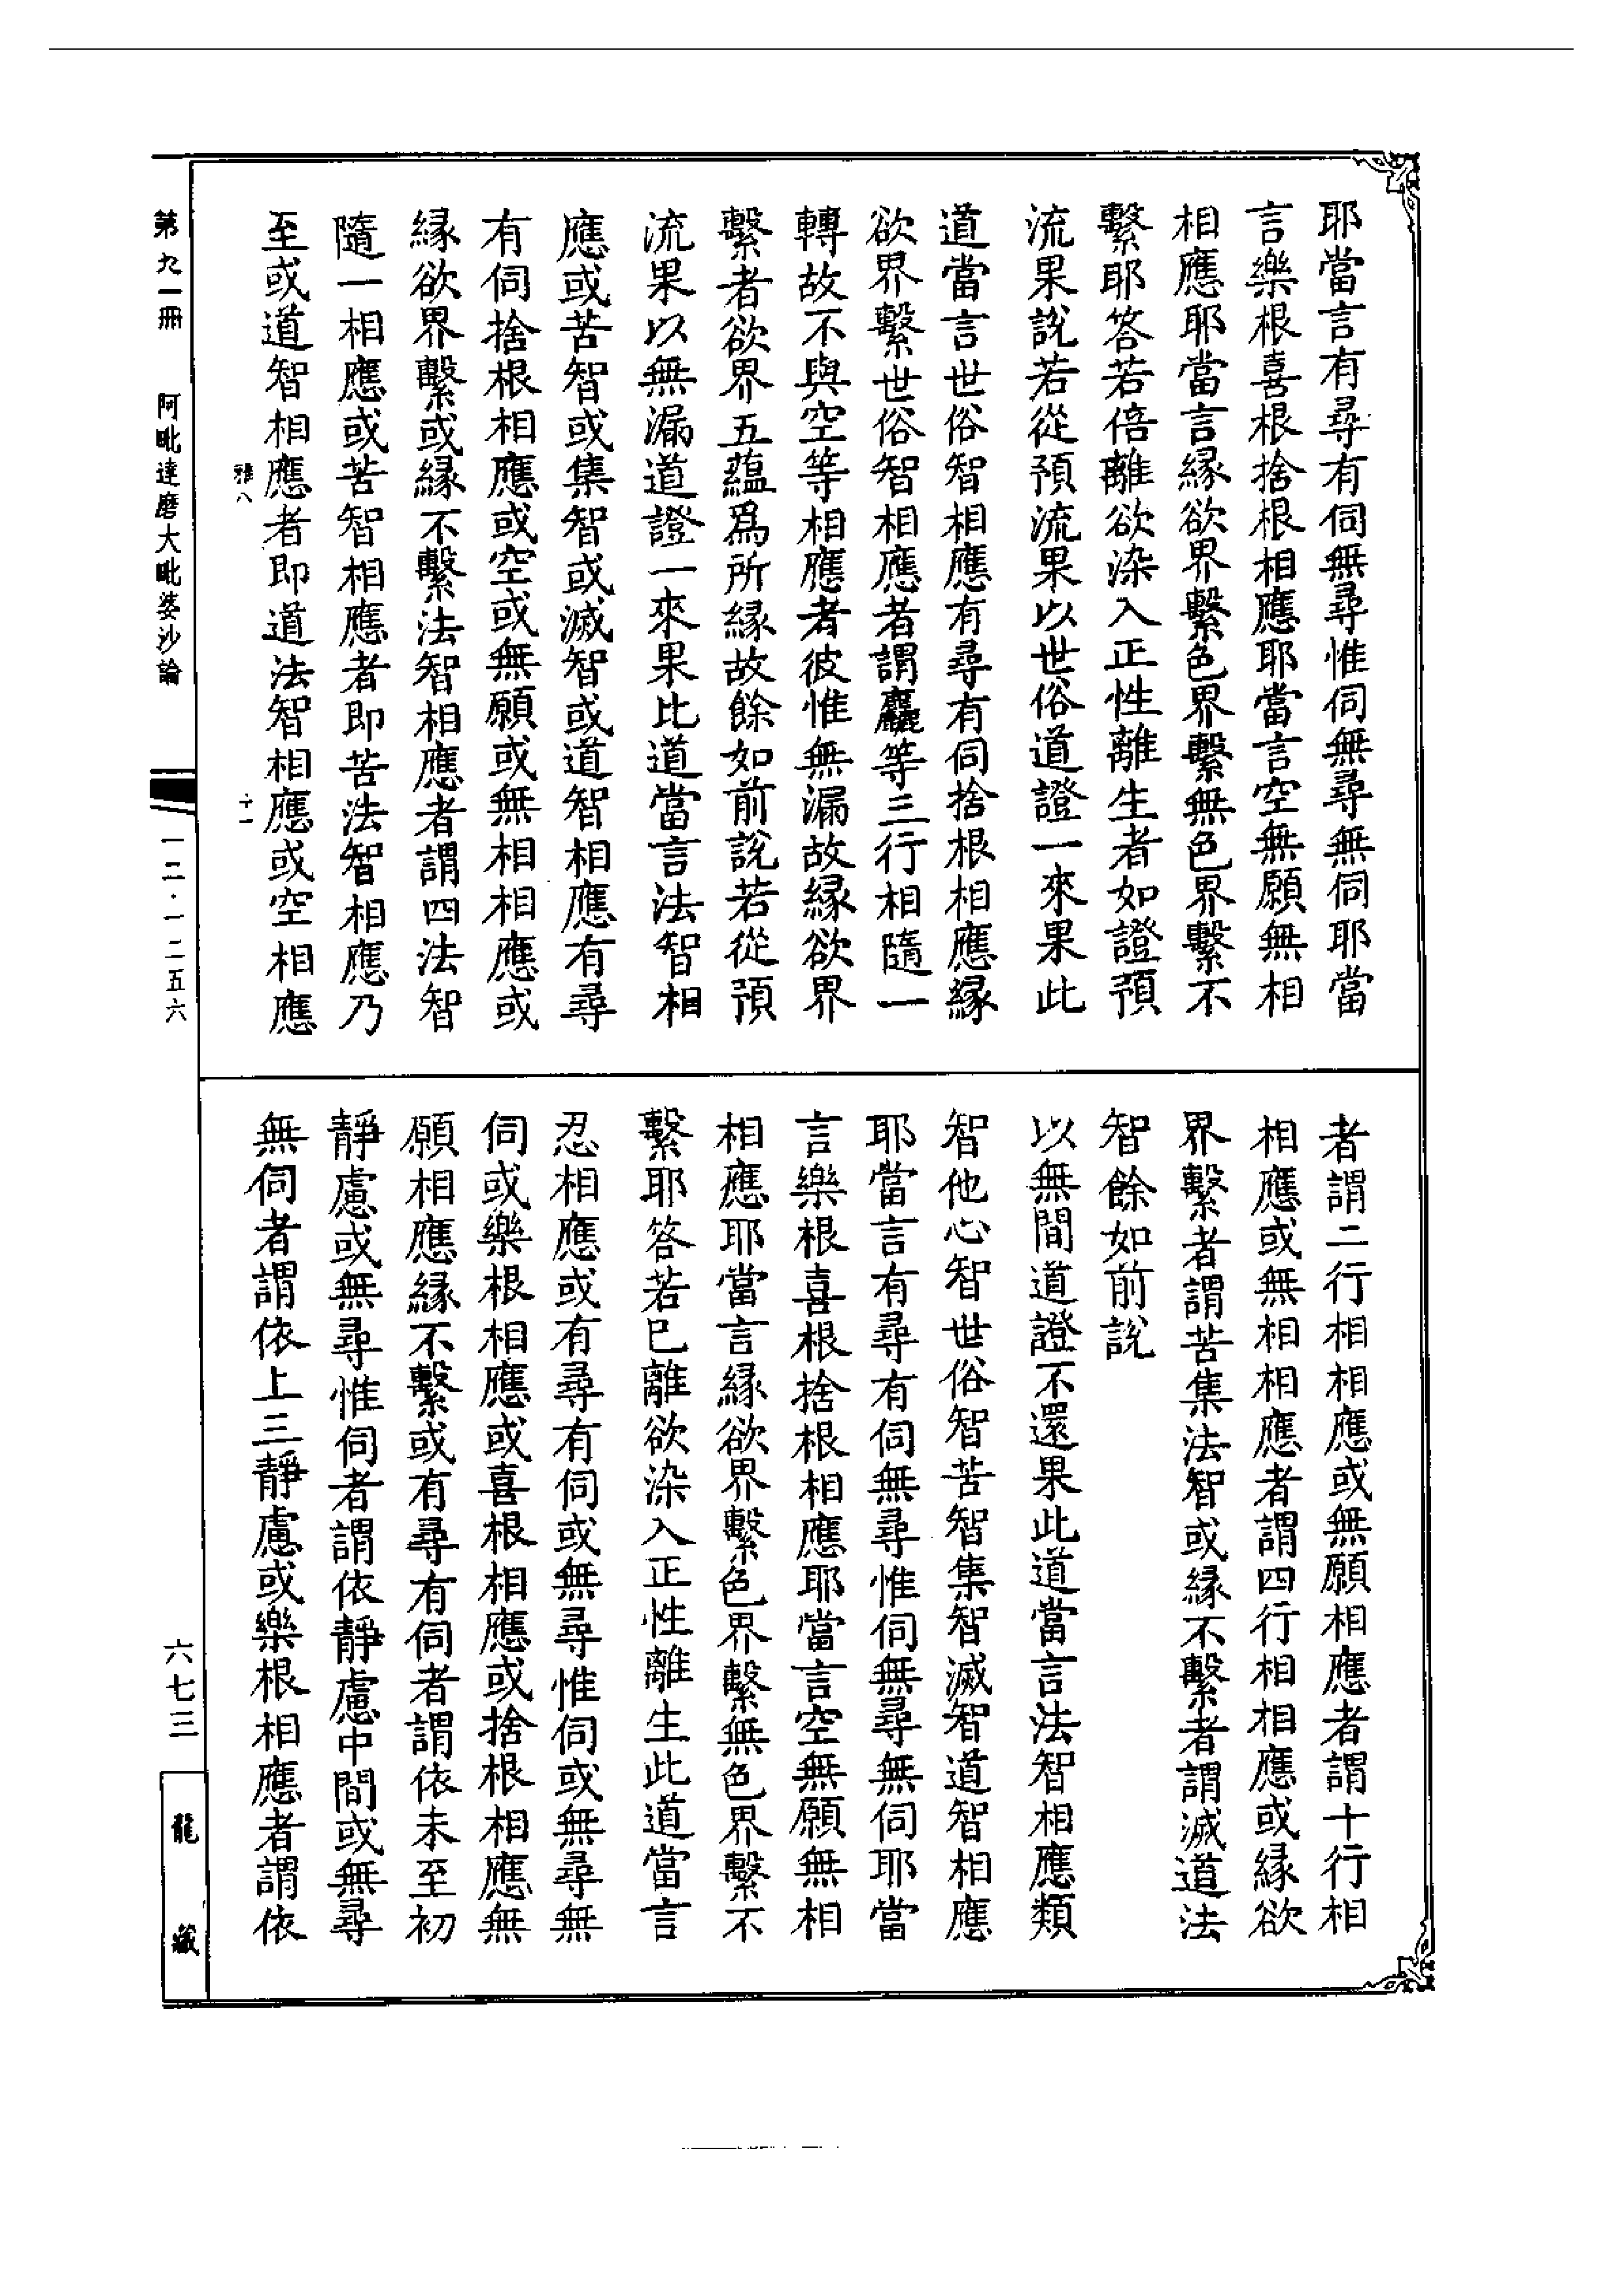 耶當言有尋有伺無尋惟伺無尋無伺耶當
言樂根喜根捨根相應耶當言空無願無相
相應耶當言緣欲界繫色界繫無色界繫不
繫耶答若倍離欲染入正性離生者如證預
流果說若從預流果以世俗道證一來果此
道當言世俗智相應有尋有伺捨根相應緣
欲界繫世俗智相應者謂麤等三行相隨一
轉故不與空等相應者彼惟無漏故緣欲界
繫者欲界五蘊爲所緣故餘如前說若從預
流果以無漏道證一來果比道當言法智相
應或苦智或集智或滅智或道智相應有尋
有伺捨根相應或空或無願或無相相應或
緣欲界繫或緣不繫法智相應者謂四法智
隨一相應或苦智相應者即苦法智相應乃
至或道智相應者即道法智相應或空相應
雅八
十一
者謂二行相相應或無願相應者謂十行相
相應或無相相應者謂四行相相應或緣欲
界繫者謂苦集法智或緣不繫者謂滅道法
智餘如前說
以無間道證不還果此道當言法智相應類
智他心智世俗智苦智集智滅智道智相應
耶當言有尋有伺無尋惟伺無尋無伺耶當
言樂根喜根捨根相應耶當言空無願無相
相應耶當言緣欲界繫色界繫無色界繫不
繫耶答若已離欲染入正性離生此道當言
忍相應或有尋有伺或無尋惟伺或無尋無
伺或樂根相應或喜根相應或捨根相應無
願相應緣不繫或有尋有伺者謂依未至初
靜慮或無尋惟伺者謂依靜慮中間或無尋
無伺者謂依上三靜慮或樂根相應者謂依
第九一冊　阿毗達磨大毗婆沙論
一二·一二五六
六七三
龍藏